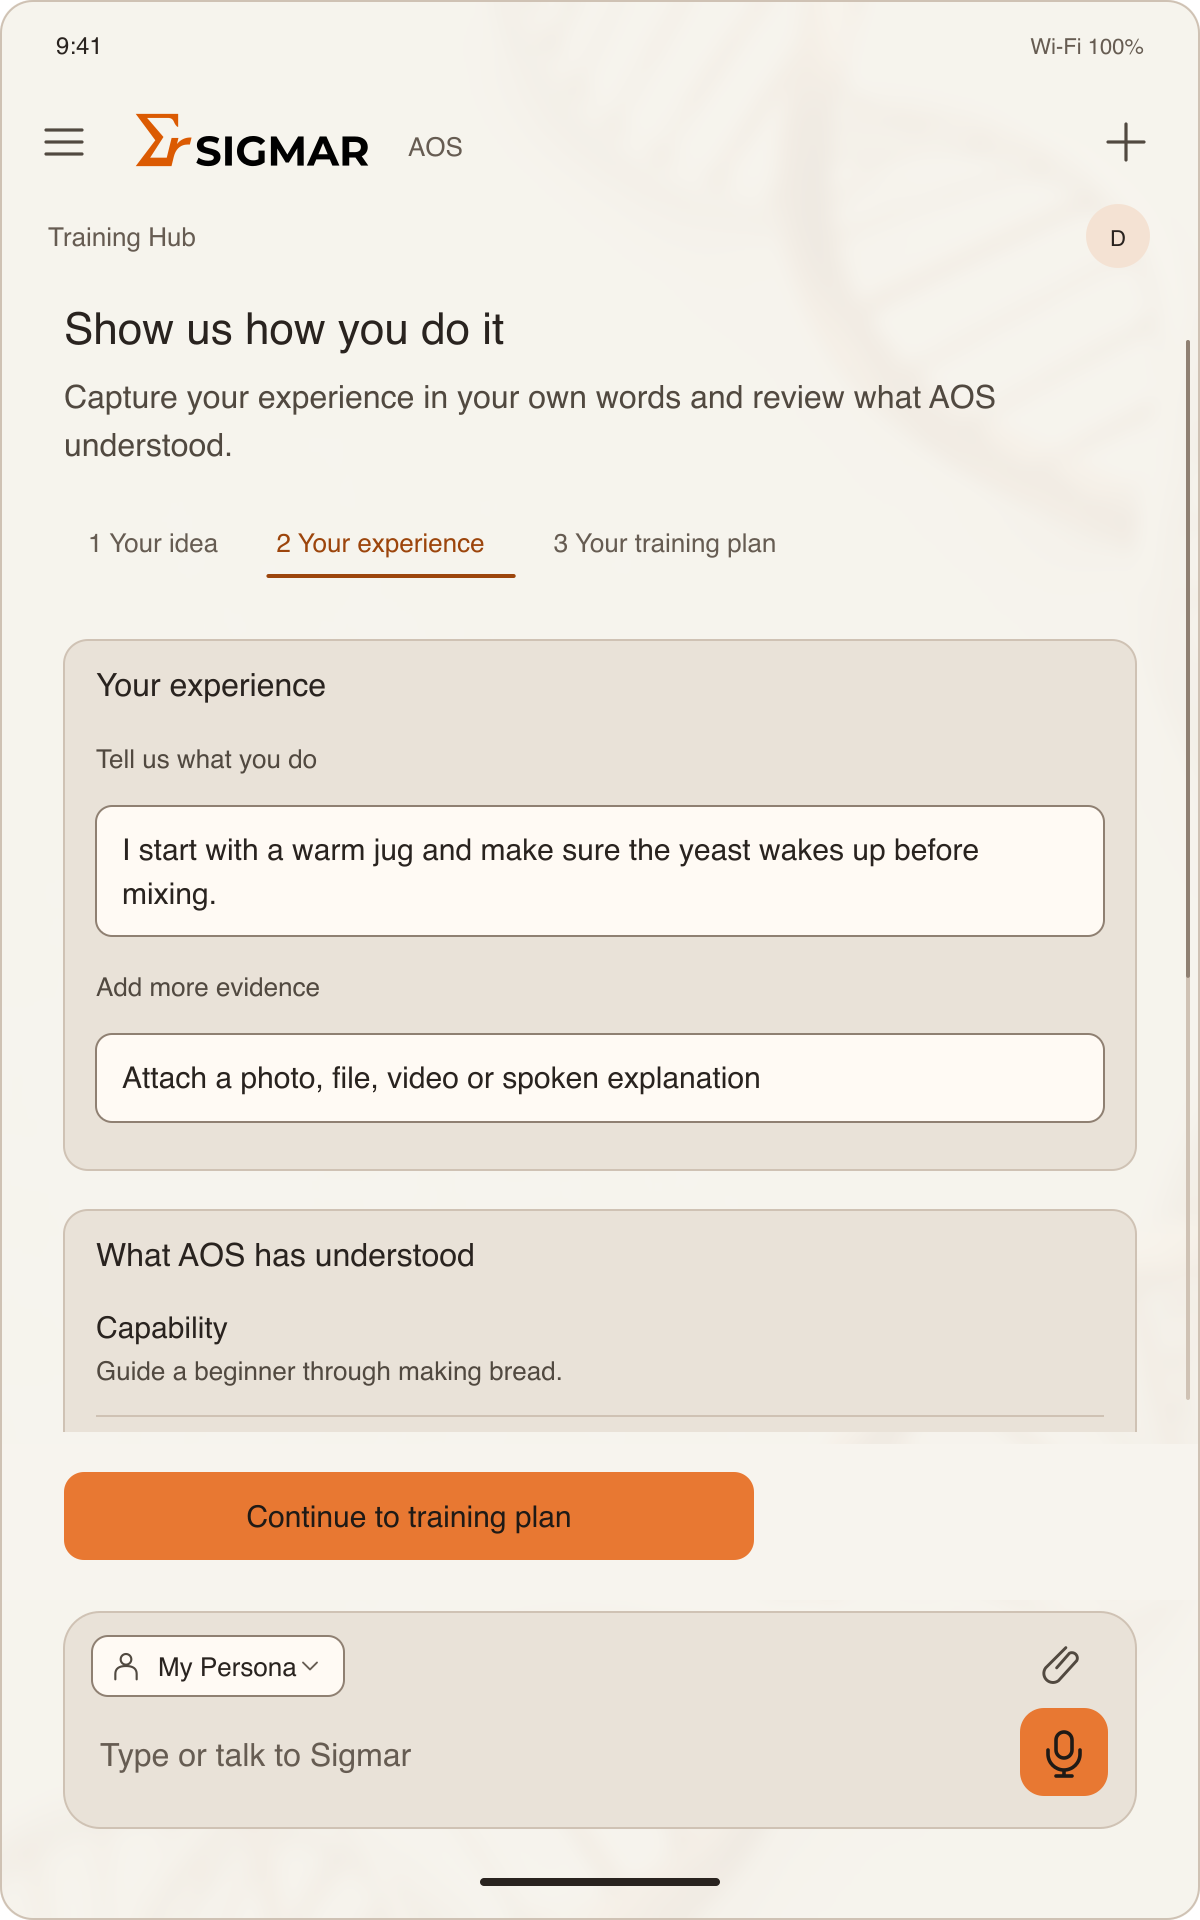 9:41
Wi-Fi 100%
Σr SIGMAR AOS
Training Hub
D
Show us how you do it
Capture your experience in your own words and review what AOS
understood.
1 Your idea
2 Your experience
3 Your training plan
Your experience
Tell us what you do
I start with a warm jug and make sure the yeast wakes up before
mixing.
Add more evidence
Attach a photo, file, video or spoken explanation
What AOS has understood
Capability
Guide a beginner through making bread.
Continue to training plan
My Persona
Type or talk to Sigmar